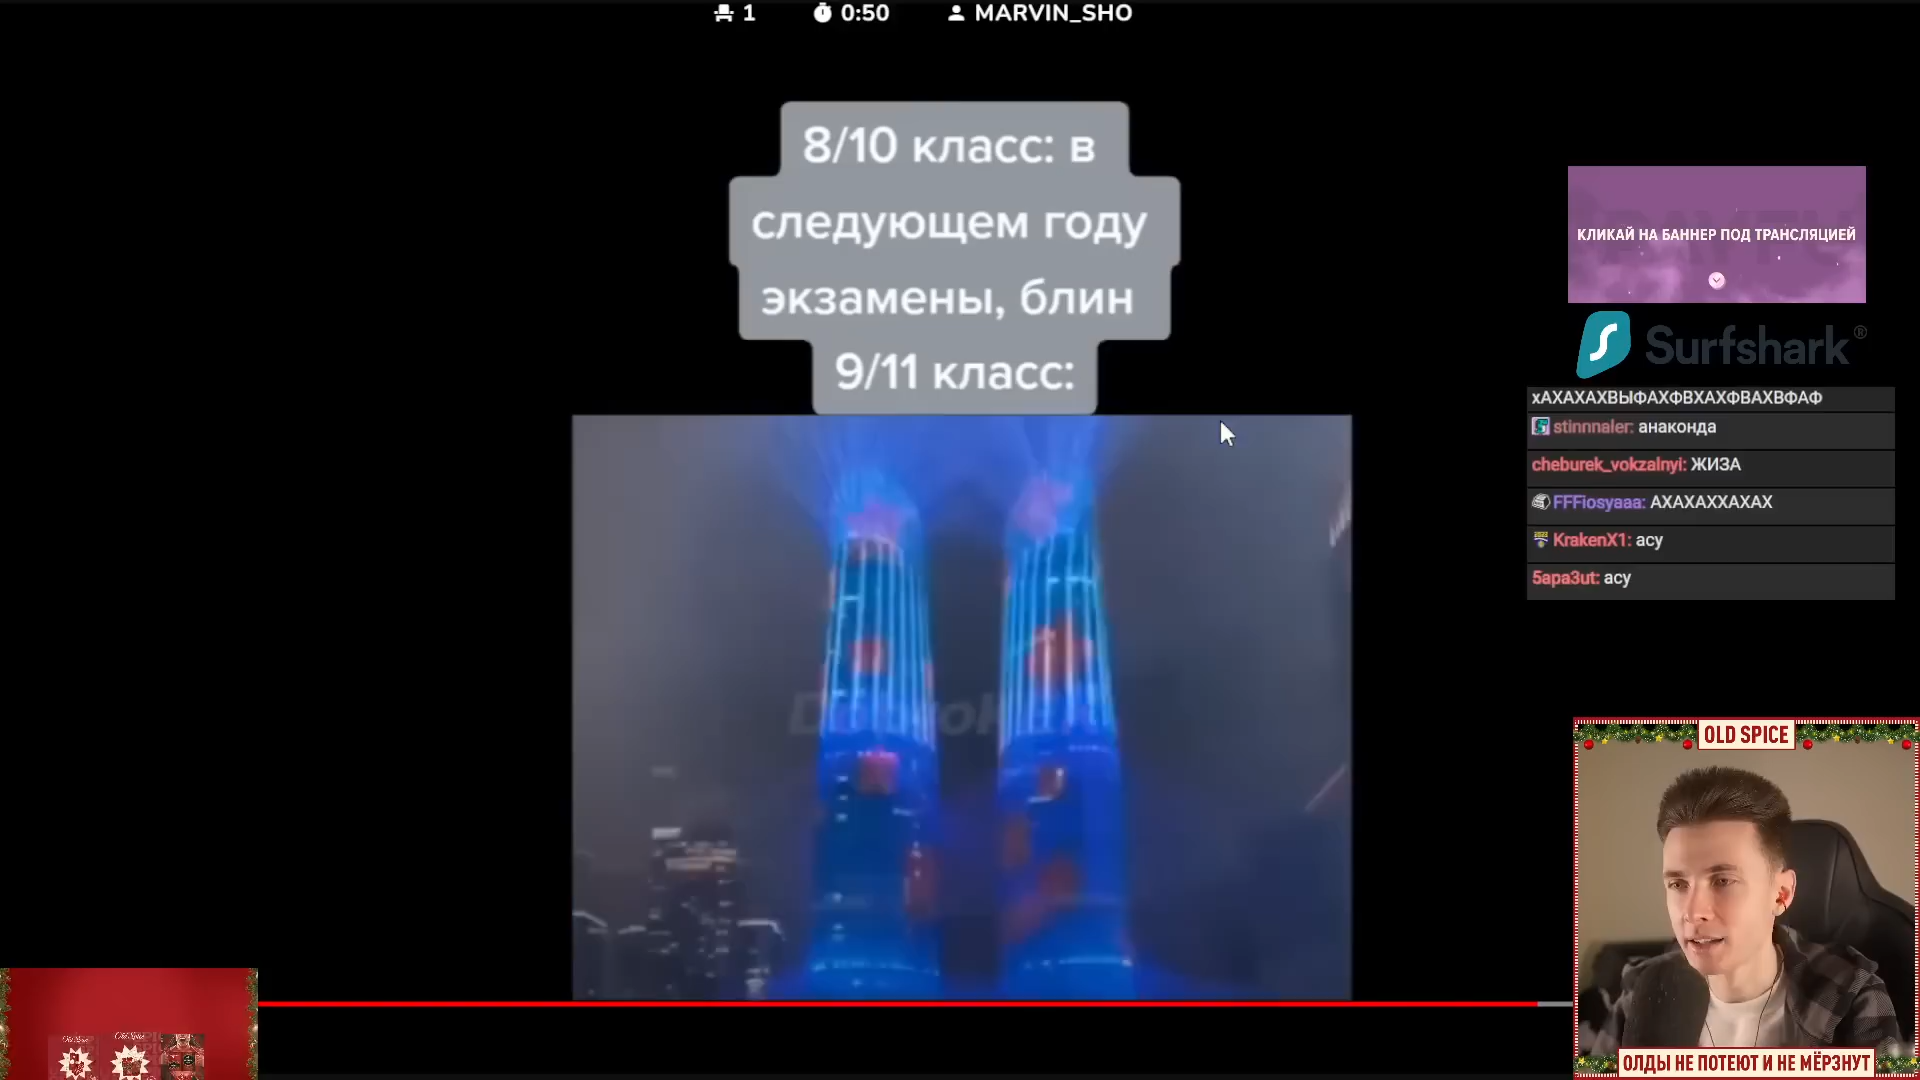 1 0:50 MARVIN_SHO
8/10 класс: в
следующем году
экзамены, блин
9/11 класс:
КЛИКАЙ НА БАННЕР ПОД ТРАНСЛЯЦИЕЙ
Surfshark®
хАХАХАХВЫФАХФВХАХФВАХВФАФ
stinnnaler: анаконда
cheburek_vokzalnyi: ЖИЗА
FFFiosyaaa: АХАХАХХАХАХ
KrakenX1: асу
5apa3ut: асу
OLD SPICE
ОЛДЫ НЕ ПОТЕЮТ И НЕ МЁРЗНУТ